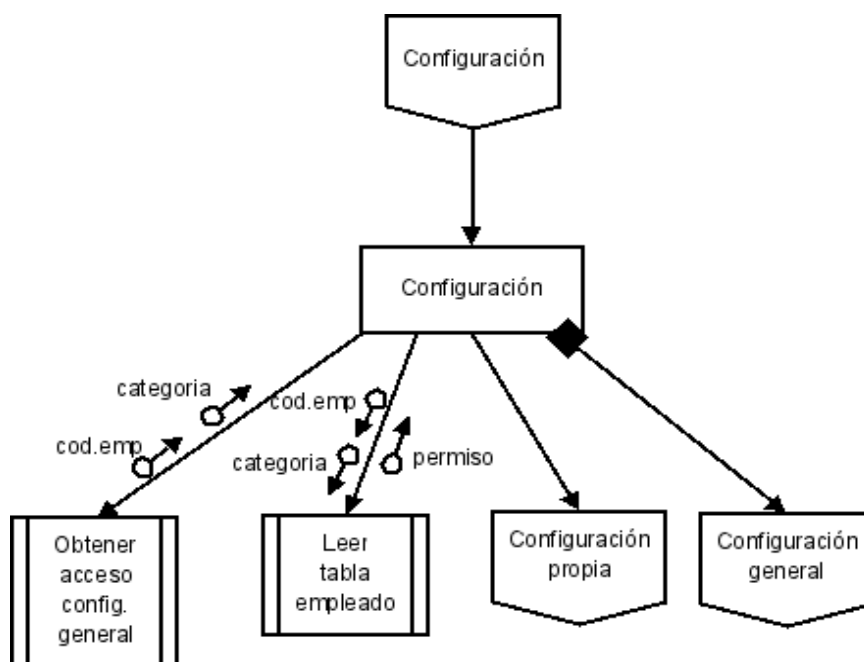 Configuración
Configuración
categoria
cod.emp
cod.emp
categoria
permiso
Obtener
acceso
config.
general
Leer
tabla
empleado
Configuración
propia
Configuración
general